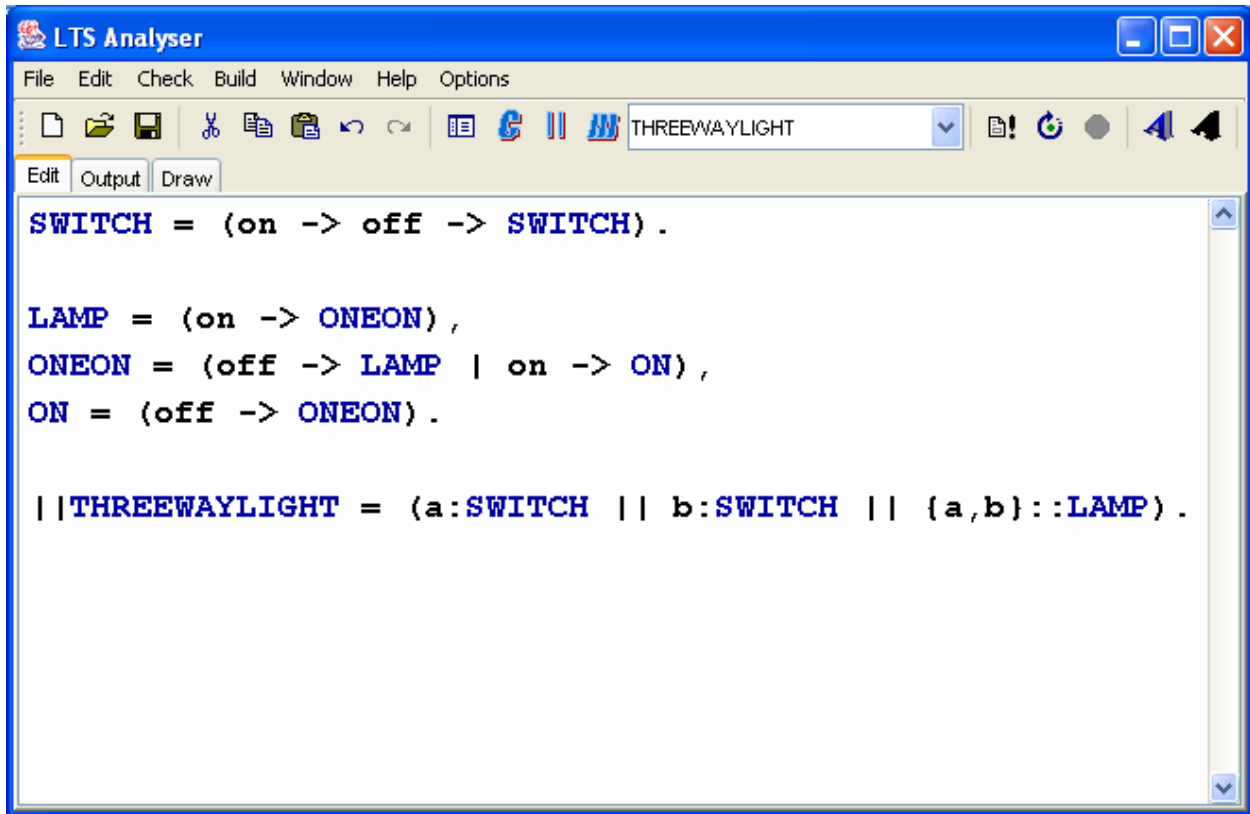 LTS Analyser
File Edit Check Build Window Help Options
THREEWAYLIGHT
Edit Output Draw
SWITCH = (on -> off -> SWITCH).
LAMP = (on -> ONEON),
ONEON = (off -> LAMP | on -> ON),
ON = (off -> ONEON).
||THREEWAYLIGHT = (a:SWITCH || b:SWITCH || {a,b}::LAMP).